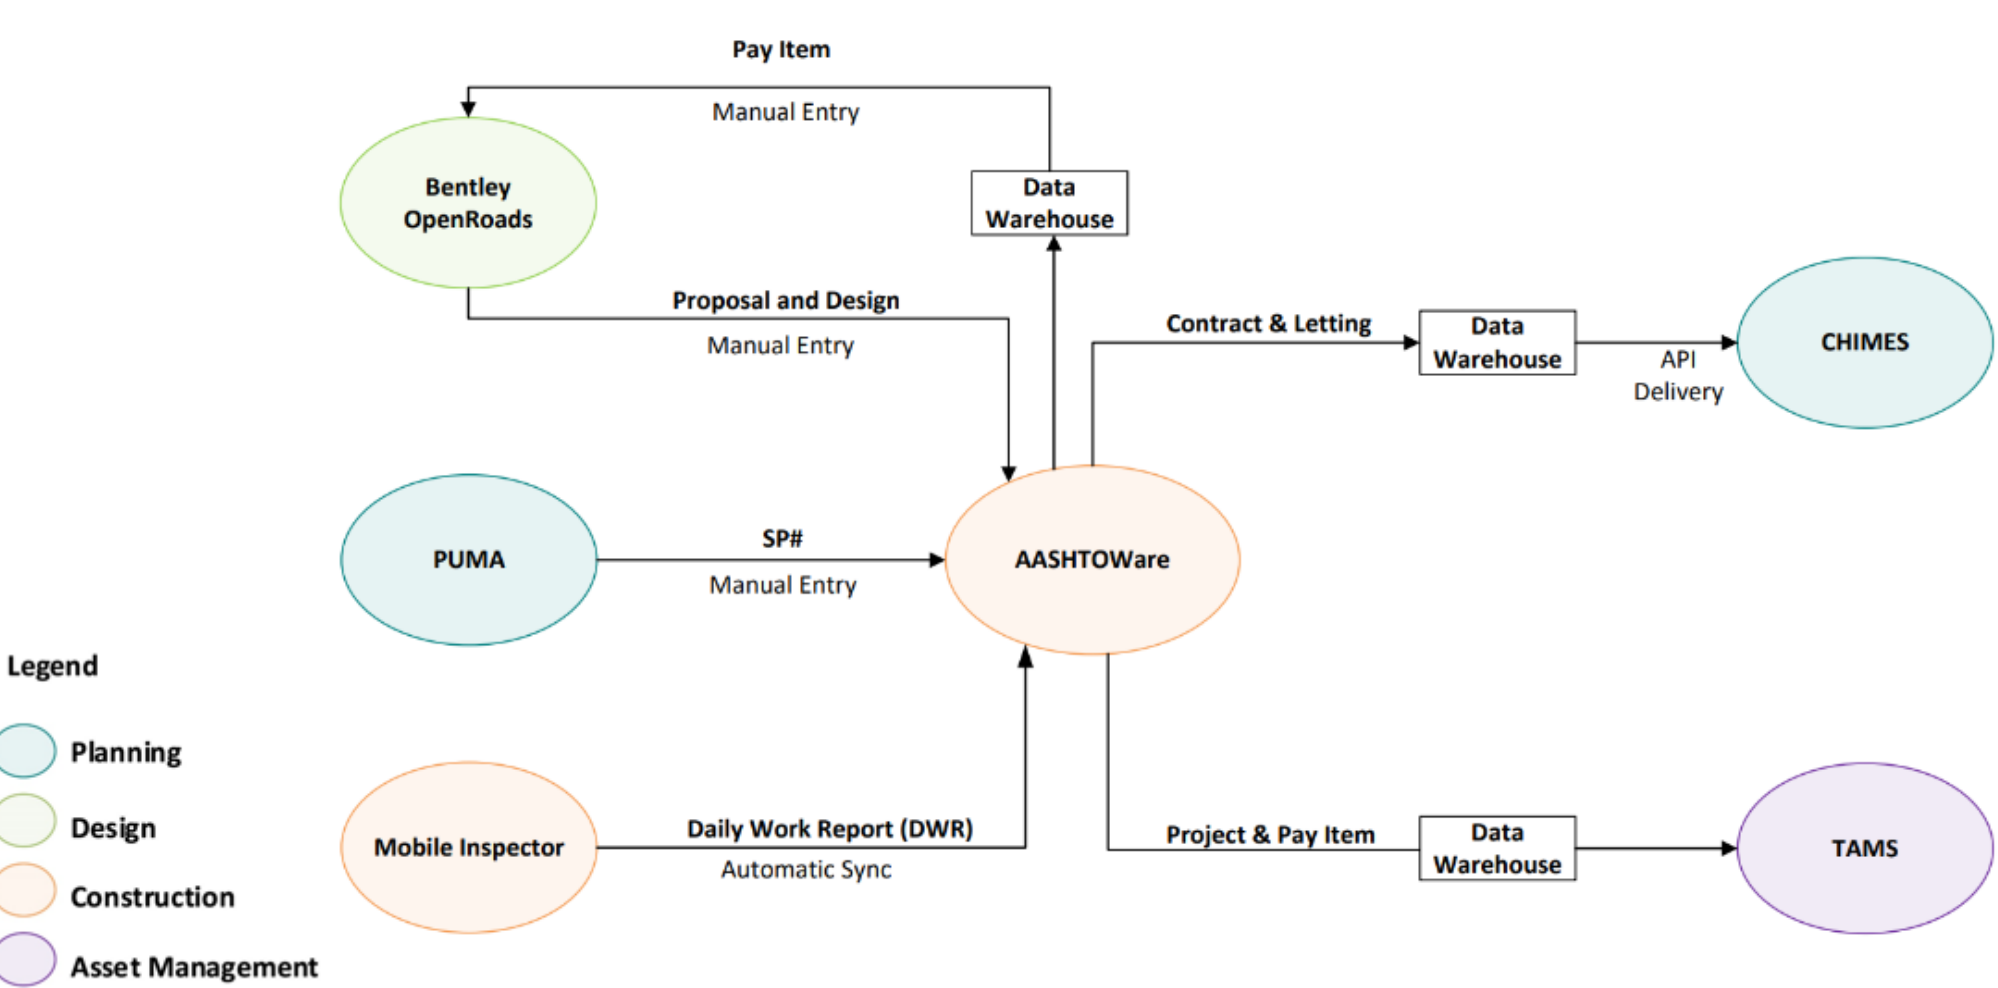 Pay Item
Manual Entry
Bentley
OpenRoads
Data
Warehouse
Proposal and Design
Manual Entry
Contract & Letting
Data
Warehouse
API
Delivery
CHIMES
PUMA
SP#
Manual Entry
AASHTOWare
Legend
Planning
Design
Construction
Asset Management
Mobile Inspector
Daily Work Report (DWR)
Automatic Sync
Project & Pay Item
Data
Warehouse
TAMS